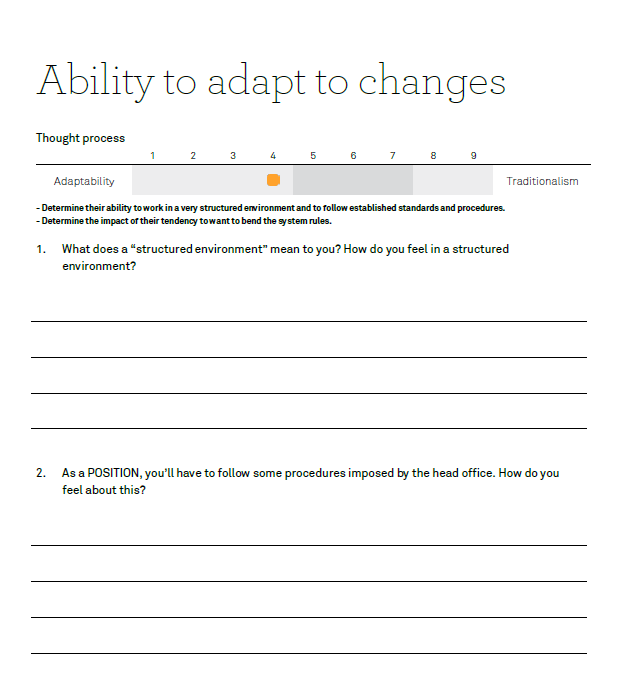 Ability to adapt to changes
Thought process
1 2 3 4 5 6 7 8 9
Adaptability Traditionalism
- Determine their ability to work in a very structured environment and to follow established standards and procedures.
- Determine the impact of their tendency to want to bend the system rules.
1. What does a “structured environment” mean to you? How do you feel in a structured
environment?
2. As a POSITION, you’ll have to follow some procedures imposed by the head office. How do you
feel about this?